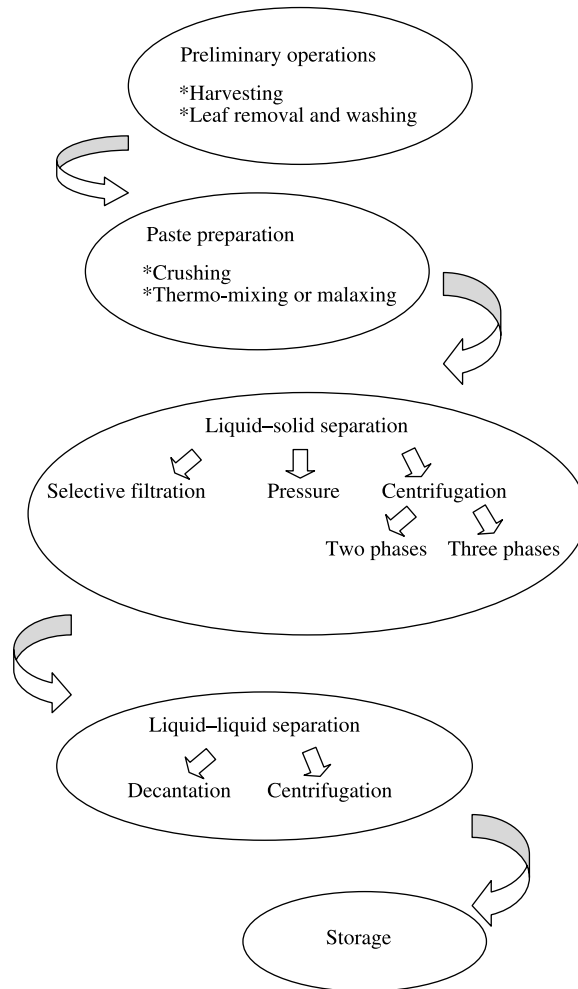 Preliminary operations
*Harvesting
*Leaf removal and washing
Paste preparation
*Crushing
*Thermo-mixing or malaxing
Liquid–solid separation
Selective filtration
Pressure
Centrifugation
Two phases
Three phases
Liquid–liquid separation
Decantation
Centrifugation
Storage